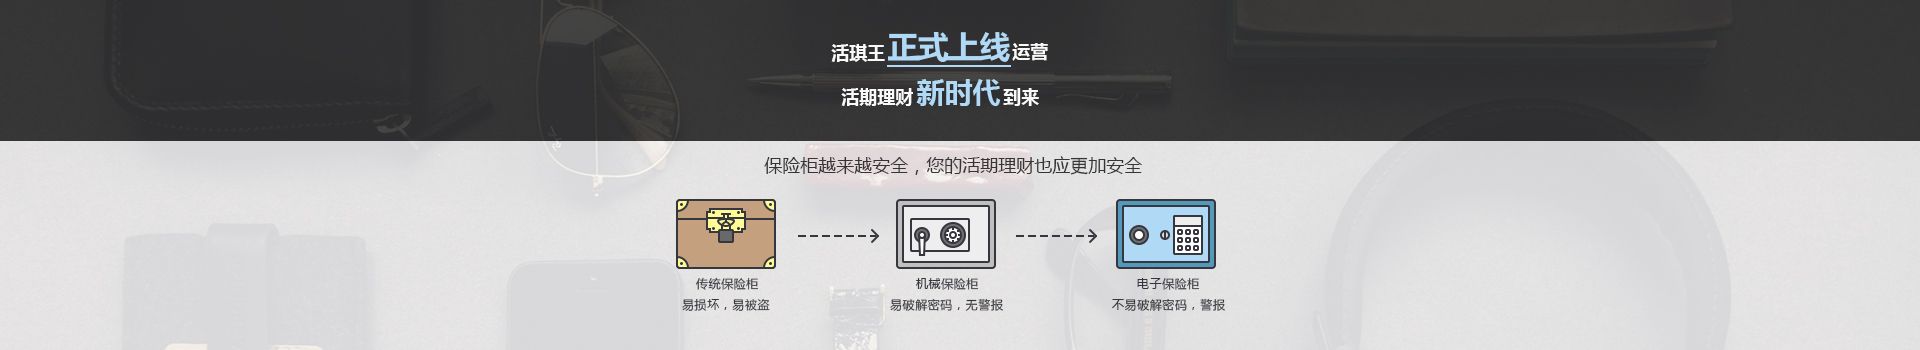 活琪王正式上线运营
活期理财新时代到来
保险柜越来越安全，您的活期理财也应更加安全
传统保险柜
易损坏，易被盗
机械保险柜
易破解密码，无警报
电子保险柜
不易破解密码，警报